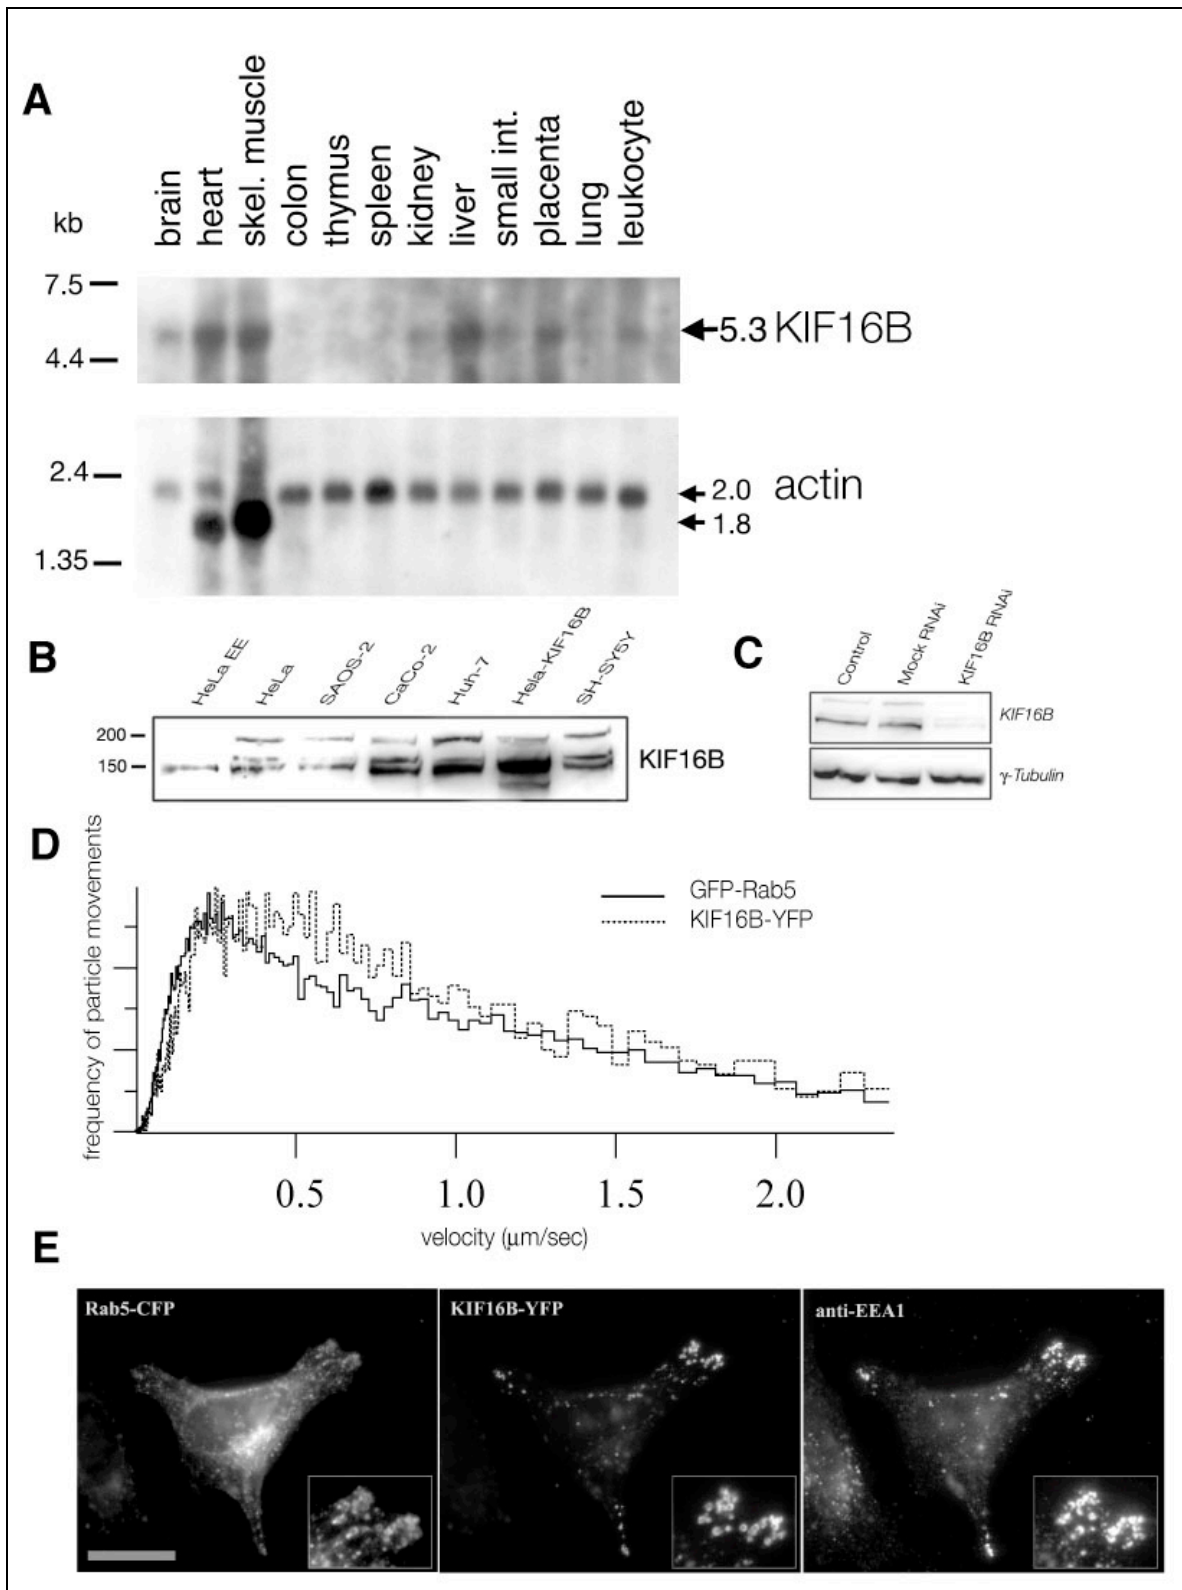 A
kb
brain
heart
skel. muscle
colon
thymus
spleen
kidney
liver
small int.
placenta
lung
leukocyte
7.5
4.4
5.3 KIF16B
2.4
1.35
2.0 actin
1.8
B
HeLa EE
HeLa
SAOS-2
CaCo-2
Huh-7
Hela-KIF16B
SH-SY5Y
200
150
KIF16B
C
Control
Mock RNAi
KIF16B RNAi
KIF16B
γ-Tubulin
D
frequency of particle movements
GFP-Rab5
KIF16B-YFP
0.5 1.0 1.5 2.0
velocity (μm/sec)
E
Rab5-CFP
KIF16B-YFP
anti-EEA1